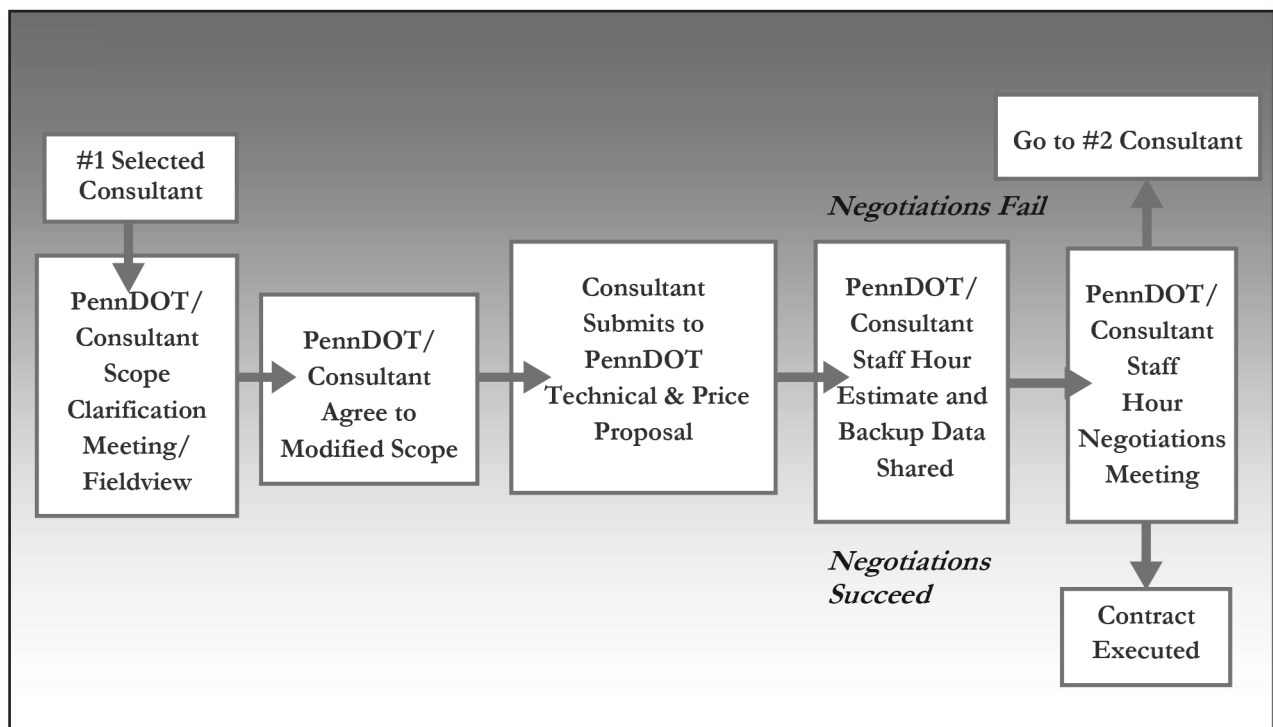 #1 Selected
Consultant
PennDOT/
Consultant
Scope
Clarification
Meeting/
Fieldview
PennDOT/
Consultant
Agree to
Modified Scope
Consultant
Submits to
PennDOT
Technical & Price
Proposal
PennDOT/
Consultant
Staff Hour
Estimate and
Backup Data
Shared
PennDOT/
Consultant
Staff
Hour
Negotiations
Meeting
Negotiations Fail
Go to #2 Consultant
Negotiations
Succeed
Contract
Executed